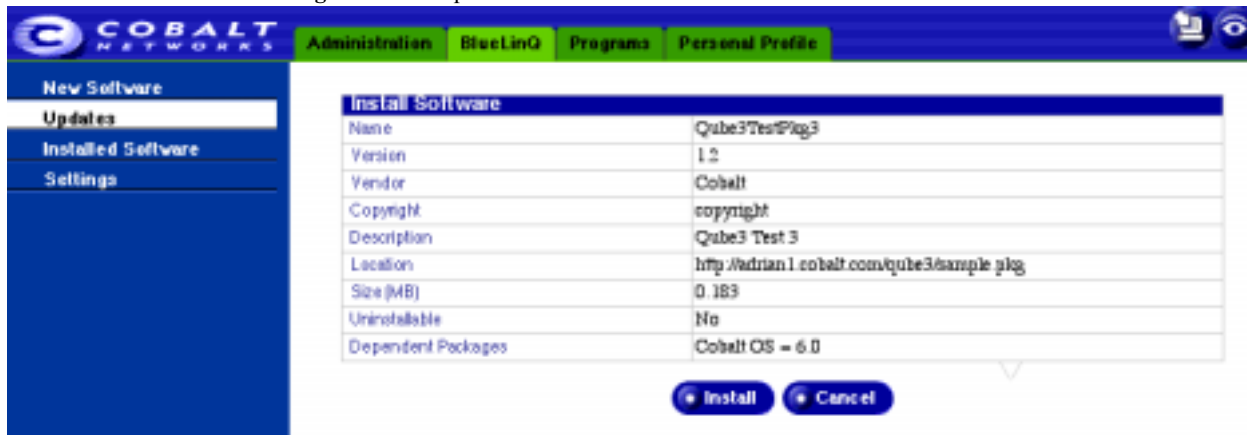 COBALT
NETWORKS
Administration BlueLinQ Programs Personal Profile
New Software
Updates
Installed Software
Settings
Install Software
Name Qube3TestPkg3
Version 1.2
Vendor Cobalt
Copyright copyright
Description Qube3 Test 3
Location http://adrian1.cobalt.com/qube3/sample.pkg
Size (MB) 0.183
Uninstallable No
Dependent Packages Cobalt OS = 6.0
Install Cancel